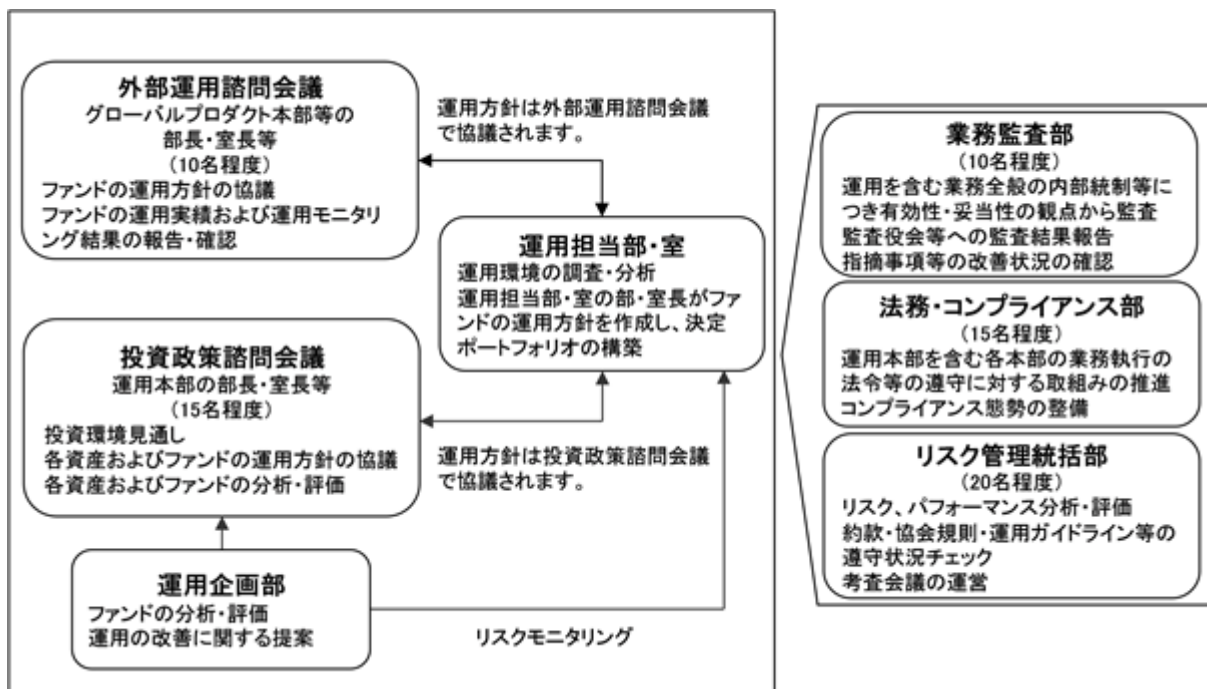 外部運用諮問会議
グローバルプロダクト本部等の
部長・室長等
(10名程度)
ファンドの運用方針の協議
ファンドの運用実績および運用モニタリ
ング結果の報告・確認
運用方針は外部運用諮問会議
で協議されます。
運用担当部・室
運用環境の調査・分析
運用担当部・室の部・室長がファ
ンドの運用方針を作成し、決定
ポートフォリオの構築
投資政策諮問会議
運用本部の部長・室長等
(15名程度)
投資環境見通し
各資産およびファンドの運用方針の協議
各資産およびファンドの分析・評価
運用方針は投資政策諮問会議
で協議されます。
運用企画部
ファンドの分析・評価
運用の改善に関する提案
リスクモニタリング
業務監査部
(10名程度)
運用を含む業務全般の内部統制等に
つき有効性・妥当性の観点から監査
監査役会等への監査結果報告
指摘事項等の改善状況の確認
法務・コンプライアンス部
(15名程度)
運用本部を含む各本部の業務執行の
法令等の遵守に対する取組みの推進
コンプライアンス態勢の整備
リスク管理統括部
(20名程度)
リスク、パフォーマンス分析・評価
約款・協会規則・運用ガイドライン等の
遵守状況チェック
考査会議の運営